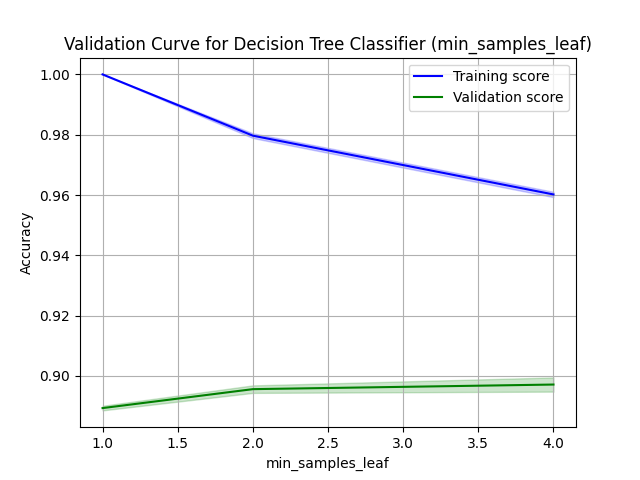 Validation Curve for Decision Tree Classifier (min_samples_leaf)
Training score
Validation score
Accuracy
1.00
0.98
0.96
0.94
0.92
0.90
1.0 1.5 2.0 2.5 3.0 3.5 4.0
min_samples_leaf